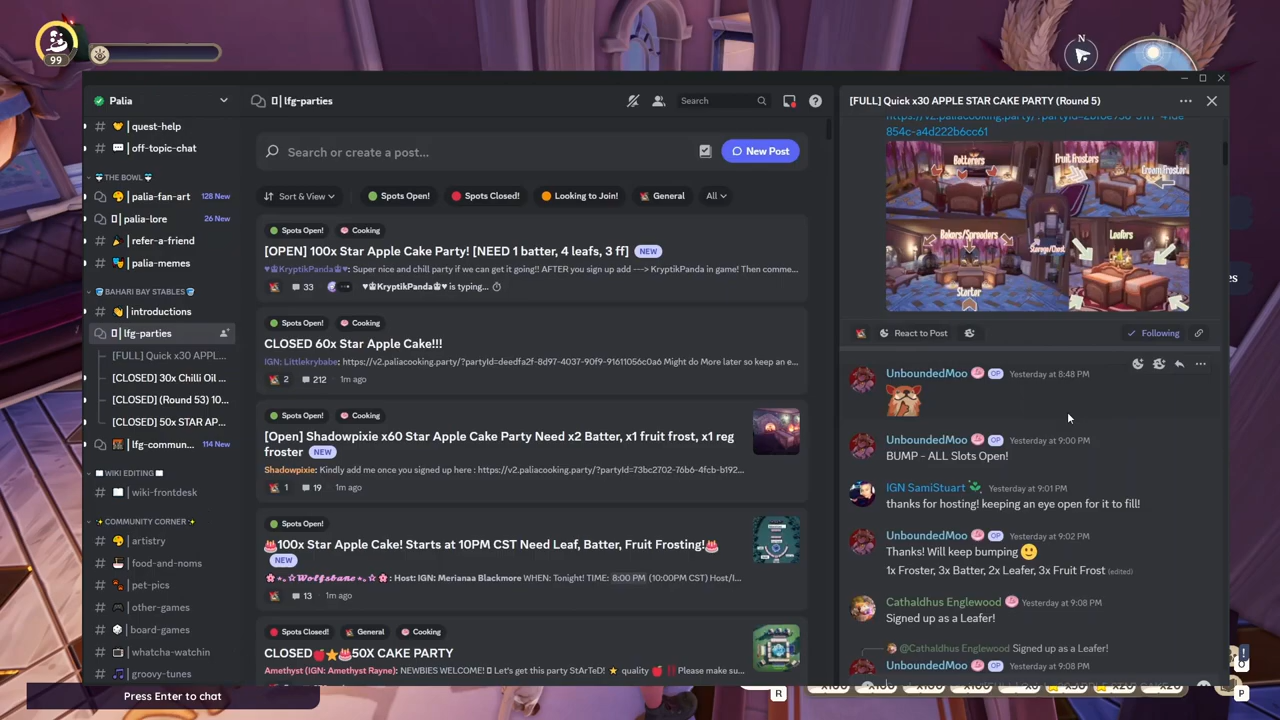 99
N
Palia
lfg-parties
Search
[FULL] Quick x30 APPLE STAR CAKE PARTY (Round 5)
quest-help
off-topic-chat
THE BOWL
palia-fan-art 128 New
palia-lore 26 New
refer-a-friend
palia-memes
BAHARI BAY STABLES
introductions
lfg-parties
[FULL] Quick x30 APPL...
[CLOSED] 30x Chilli Oil ...
[CLOSED] (Round 53) 10...
[CLOSED] 50x STAR AP...
lfg-commun... 114 New
WIKI EDITING
wiki-frontdesk
COMMUNITY CORNER
artistry
food-and-noms
pet-pics
other-games
board-games
whatcha-watchin
groovy-tunes
Press Enter to chat
Search or create a post...
New Post
Sort & View
Spots Open!
Spots Closed!
Looking to Join!
General
All
Spots Open! Cooking
[OPEN] 100x Star Apple Cake Party! [NEED 1 batter, 4 leafs, 3 ff] NEW
♥♔KryptikPanda♔♥: Super nice and chill party if we can get it going!! AFTER you sign up add ---> KryptikPanda in game! Then comme...
33 ♥♔KryptikPanda♔♥ is typing...
Spots Open! Cooking
CLOSED 60x Star Apple Cake!!!
IGN: Littlekrybabe: https://v2.paliacooking.party/?partyId=deedfa2f-8d97-4037-90f9-91611056c0a6 Might do More later so keep an e...
2 212 1m ago
Spots Open! Cooking
[Open] Shadowpixie x60 Star Apple Cake Party Need x2 Batter, x1 fruit frost, x1 reg
froster NEW
Shadowpixie: Kindly add me once you signed up here : https://v2.paliacooking.party/?partyId=73bc2702-76b6-4fcb-b192...
1 19 1m ago
Spots Open!
🎂100x Star Apple Cake! Starts at 10PM CST Need Leaf, Batter, Fruit Frosting!🎂
NEW
Wolfsbane : Host: IGN: Merianaa Blackmore WHEN: Tonight! TIME: 8:00 PM (10:00PM CST) Host/I...
13 1m ago
Spots Closed! General Cooking
CLOSED🍎⭐🎂50X CAKE PARTY
Amethyst (IGN: Amethyst Rayne): NEWBIES WELCOME! Let's get this party StArTeD! ⭐ quality 🍎 Please make su...
854c-a4d222b6cc61
Batterers
Fruit Frosters
Cream Froster
Bakers/Spreaders
Storage/Chest
Leafers
Starter
React to Post
Following
UnboundedMoo OP Yesterday at 8:48 PM
UnboundedMoo OP Yesterday at 9:00 PM
BUMP - ALL Slots Open!
IGN SamiStuart Yesterday at 9:01 PM
thanks for hosting! keeping an eye open for it to fill!
UnboundedMoo OP Yesterday at 9:02 PM
Thanks! Will keep bumping 🙂
1x Froster, 3x Batter, 2x Leafer, 3x Fruit Frost (edited)
Cathaldhus Englewood Yesterday at 9:08 PM
Signed up as a Leafer!
@Cathaldhus Englewood Signed up as a Leafer!
UnboundedMoo OP Yesterday at 9:08 PM
R
P